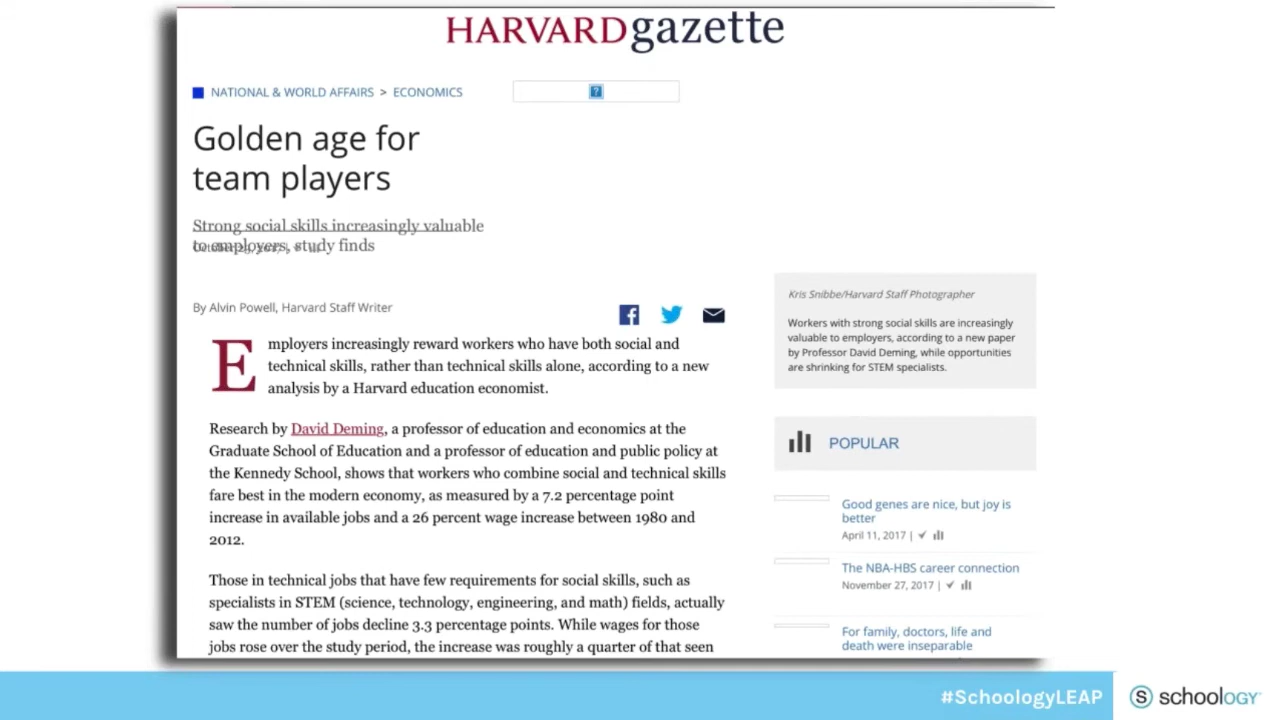 HARVARDgazette
NATIONAL & WORLD AFFAIRS > ECONOMICS
?
Golden age for
team players
Strong social skills increasingly valuable
to employers, study finds
By Alvin Powell, Harvard Staff Writer
Employers increasingly reward workers who have both social and
technical skills, rather than technical skills alone, according to a new
analysis by a Harvard education economist.
Research by David Deming, a professor of education and economics at the
Graduate School of Education and a professor of education and public policy at
the Kennedy School, shows that workers who combine social and technical skills
fare best in the modern economy, as measured by a 7.2 percentage point
increase in available jobs and a 26 percent wage increase between 1980 and
2012.
Those in technical jobs that have few requirements for social skills, such as
specialists in STEM (science, technology, engineering, and math) fields, actually
saw the number of jobs decline 3.3 percentage points. While wages for those
jobs rose over the study period, the increase was roughly a quarter of that seen
Kris Snibbe/Harvard Staff Photographer
Workers with strong social skills are increasingly
valuable to employers, according to a new paper
by Professor David Deming, while opportunities
are shrinking for STEM specialists.
POPULAR
Good genes are nice, but joy is
better
April 11, 2017 |
The NBA-HBS career connection
November 27, 2017 |
For family, doctors, life and
death were inseparable
#SchoologyLEAP
S schoology